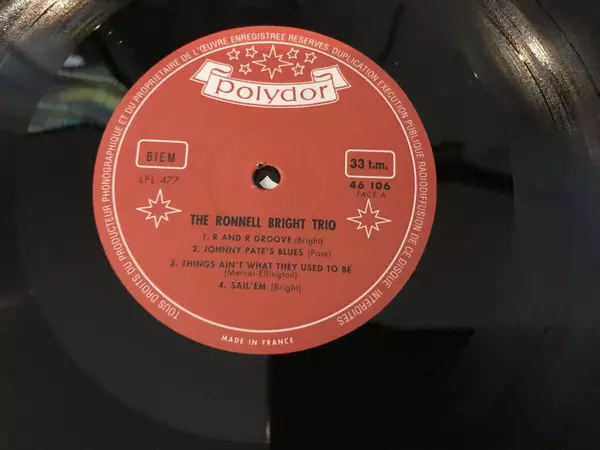 TOUS DROITS DU PRODUCTEUR PHONOGRAPHIQUE ET DU PROPRIETAIRE DE L'ŒUVRE ENREGISTREE RESERVES DUPLICATION EXECUTION PUBLIQUE RADIODIFFUSION DE CE DISQUE INTERDITES
polydor
BIEM
33 t.m.
LPL 477
46 106
FACE A
THE RONNELL BRIGHT TRIO
1. R AND R GROOVE (Bright)
2. JOHNNY PATE'S BLUES (Pate)
3. THINGS AIN'T WHAT THEY USED TO BE
(Mercer-Ellington)
4. SAIL'EM (Bright)
MADE IN FRANCE